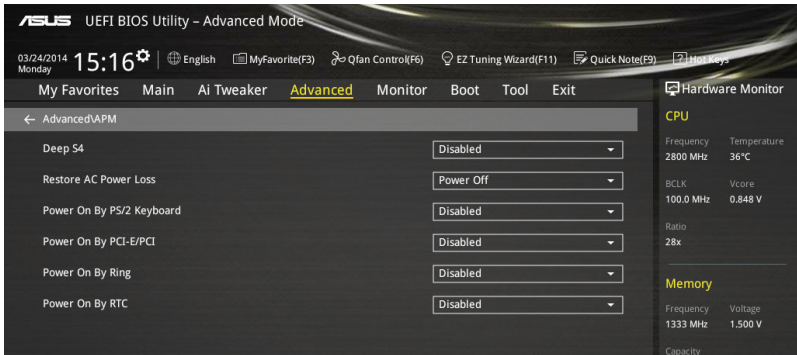 ASUS UEFI BIOS Utility – Advanced Mode
03/24/2014 Monday 15:16 English MyFavorite(F3) Qfan Control(F6) EZ Tuning Wizard(F11) Quick Note(F9) ? Hot Keys
My Favorites Main Ai Tweaker Advanced Monitor Boot Tool Exit
← Advanced\APM
Deep S4 Disabled
Restore AC Power Loss Power Off
Power On By PS/2 Keyboard Disabled
Power On By PCI-E/PCI Disabled
Power On By Ring Disabled
Power On By RTC Disabled
Hardware Monitor
CPU
Frequency Temperature
2800 MHz 36°C
BCLK Vcore
100.0 MHz 0.848 V
Ratio
28x
Memory
Frequency Voltage
1333 MHz 1.500 V
Capacity